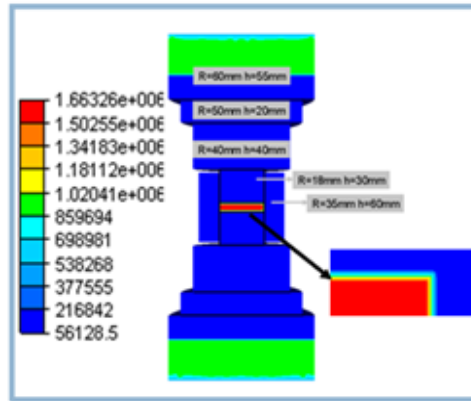 R=60mm h=55mm
R=50mm h=20mm
R=40mm h=40mm
R=18mm h=30mm
R=35mm h=60mm
1.66326e+006
1.50255e+006
1.34183e+006
1.18112e+006
1.02041e+006
859694
698981
538268
377555
216842
56128.5